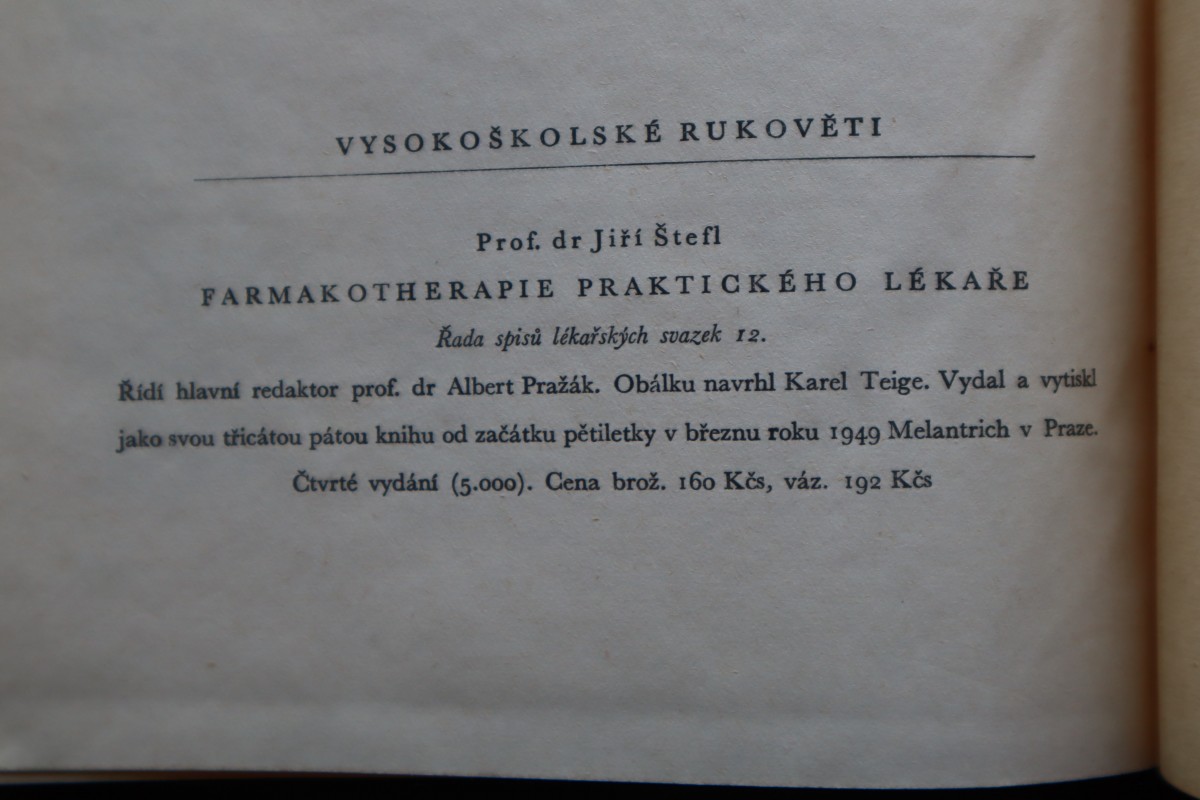 VYSOKOŠKOLSKÉ RUKOVĚTI
Prof. dr Jiří Štefl
FARMAKOTHERAPIE PRAKTICKÉHO LÉKAŘE
Řada spisů lékařských svazek 12.
Řídí hlavní redaktor prof. dr Albert Pražák. Obálku navrhl Karel Teige. Vydal a vytiskl
jako svou třicátou pátou knihu od začátku pětiletky v březnu roku 1949 Melantrich v Praze.
Čtvrté vydání (5.000). Cena brož. 160 Kčs, váz. 192 Kčs